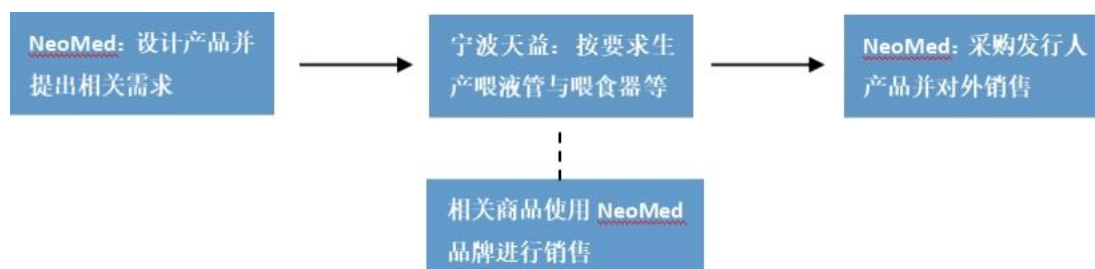 NeoMed：设计产品并
提出相关需求
宁波天益：按要求生
产喂液管与喂食器等
NeoMed：采购发行人
产品并对外销售
相关商品使用 NeoMed
品牌进行销售